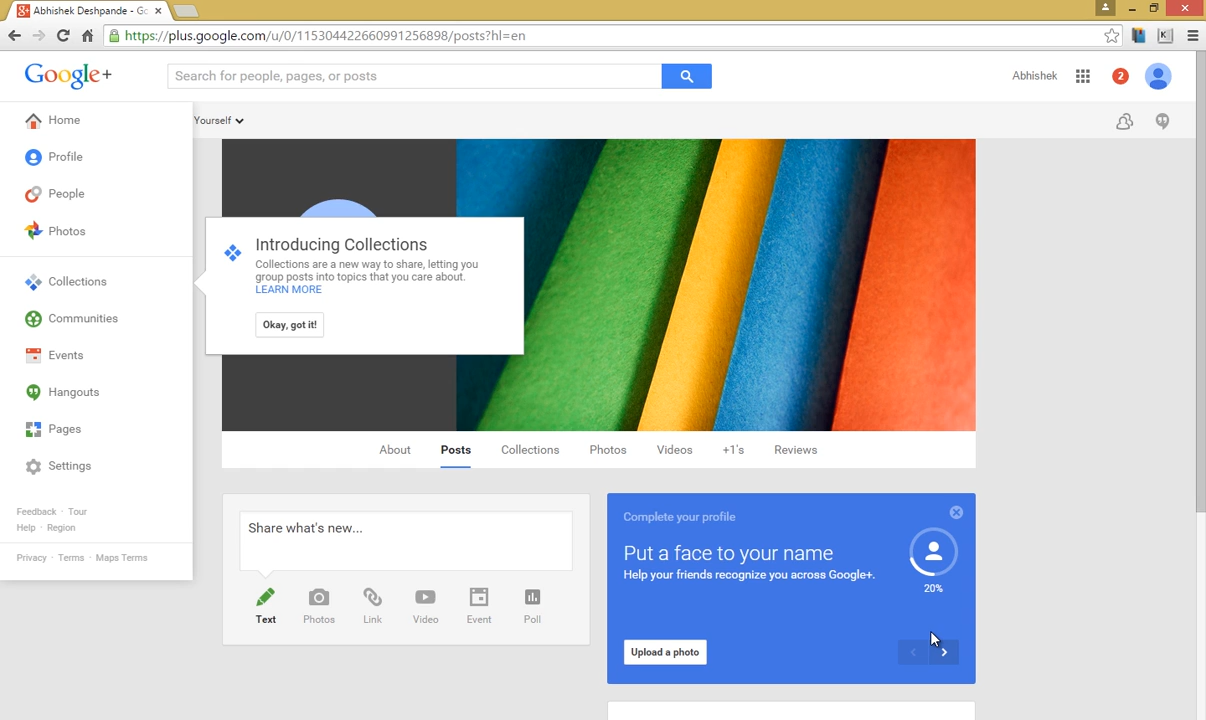 Abhishek Deshpande - Go
https://plus.google.com/u/0/115304422660991256898/posts?hl=en
Google+
Search for people, pages, or posts
Abhishek
2
Home
Yourself
Profile
People
Photos
Collections
Communities
Events
Hangouts
Pages
Settings
Feedback · Tour
Help · Region
Privacy · Terms · Maps Terms
Introducing Collections
Collections are a new way to share, letting you
group posts into topics that you care about.
LEARN MORE
Okay, got it!
About Posts Collections Photos Videos +1's Reviews
Share what's new...
Text Photos Link Video Event Poll
Complete your profile
Put a face to your name
Help your friends recognize you across Google+.
20%
Upload a photo